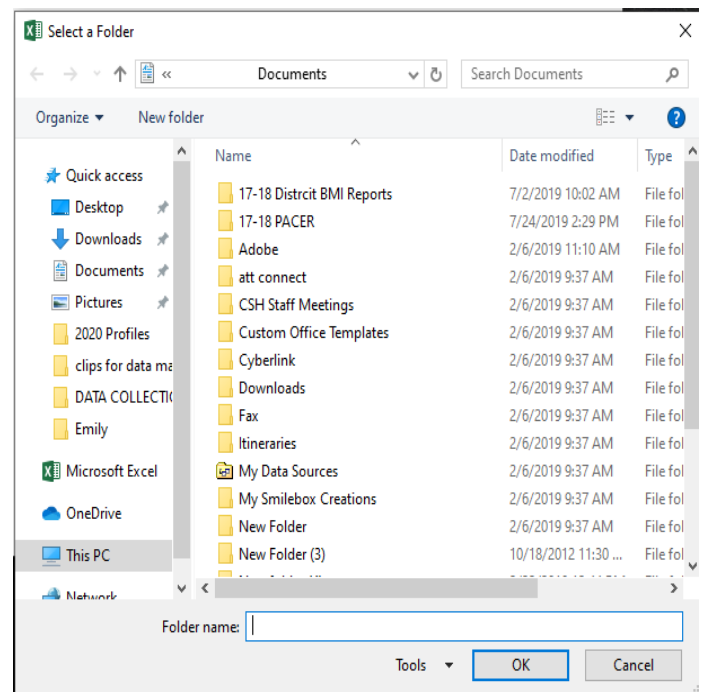 Select a Folder
« Documents Search Documents
Organize New folder ?
Name Date modified Type
Quick access
Desktop
Downloads
Documents
Pictures
2020 Profiles
clips for data ma
DATA COLLECTI
Emily
Microsoft Excel
OneDrive
This PC
Network
17-18 Distrcit BMI Reports 7/2/2019 10:02 AM File fol
17-18 PACER 7/24/2019 2:29 PM File fol
Adobe 2/6/2019 11:10 AM File fol
att connect 2/6/2019 9:37 AM File fol
CSH Staff Meetings 2/6/2019 9:37 AM File fol
Custom Office Templates 2/6/2019 9:37 AM File fol
Cyberlink 2/6/2019 9:37 AM File fol
Downloads 2/6/2019 9:37 AM File fol
Fax 2/6/2019 9:37 AM File fol
Itineraries 2/6/2019 9:37 AM File fol
My Data Sources 2/6/2019 9:37 AM File fol
My Smilebox Creations 2/6/2019 9:37 AM File fol
New Folder 2/6/2019 9:37 AM File fol
New Folder (3) 10/18/2012 11:30 ... File fol
Folder name:
Tools OK Cancel